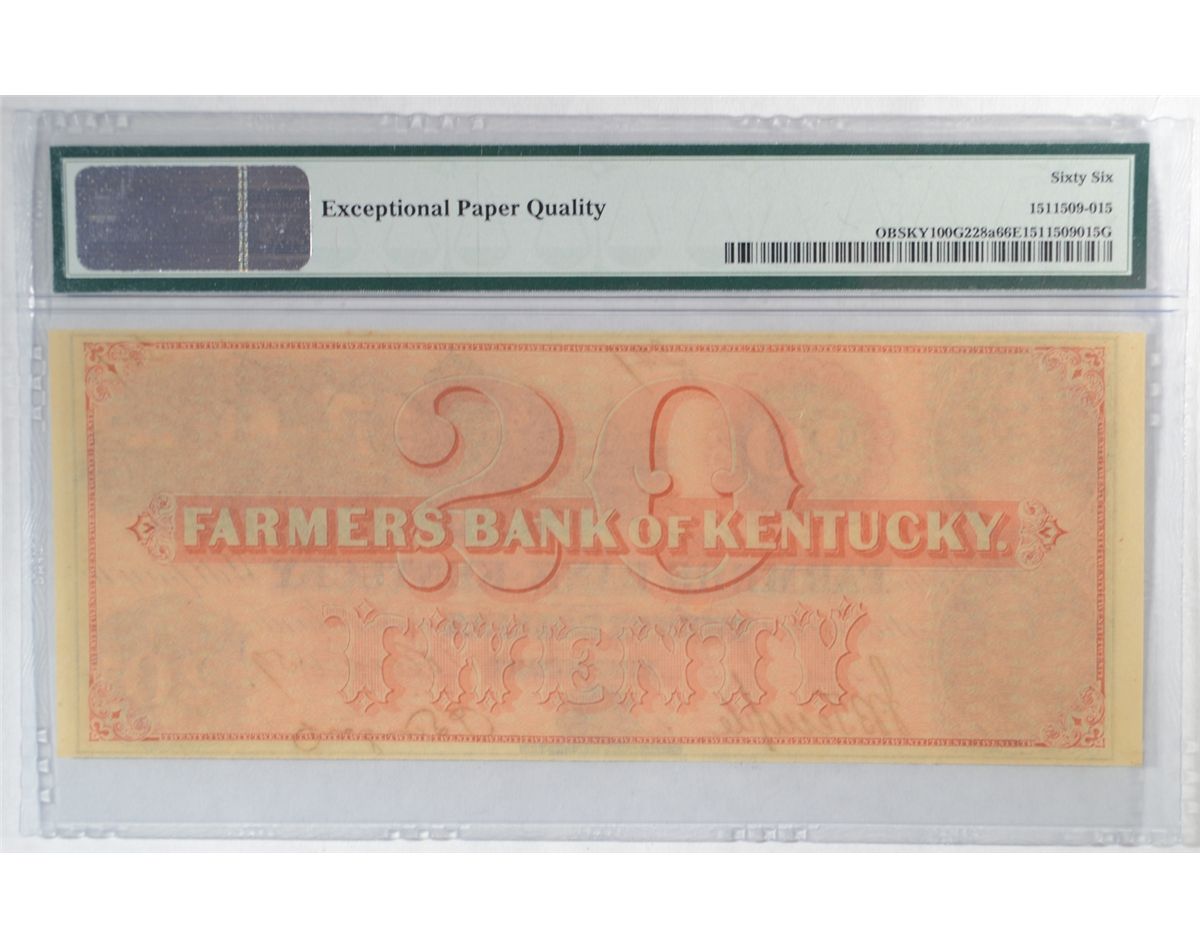 Sixty Six
Exceptional Paper Quality
1511509-015
OBSKY100G228a66E1511509015G
20
FARMERS BANK OF KENTUCKY.
TWENTY